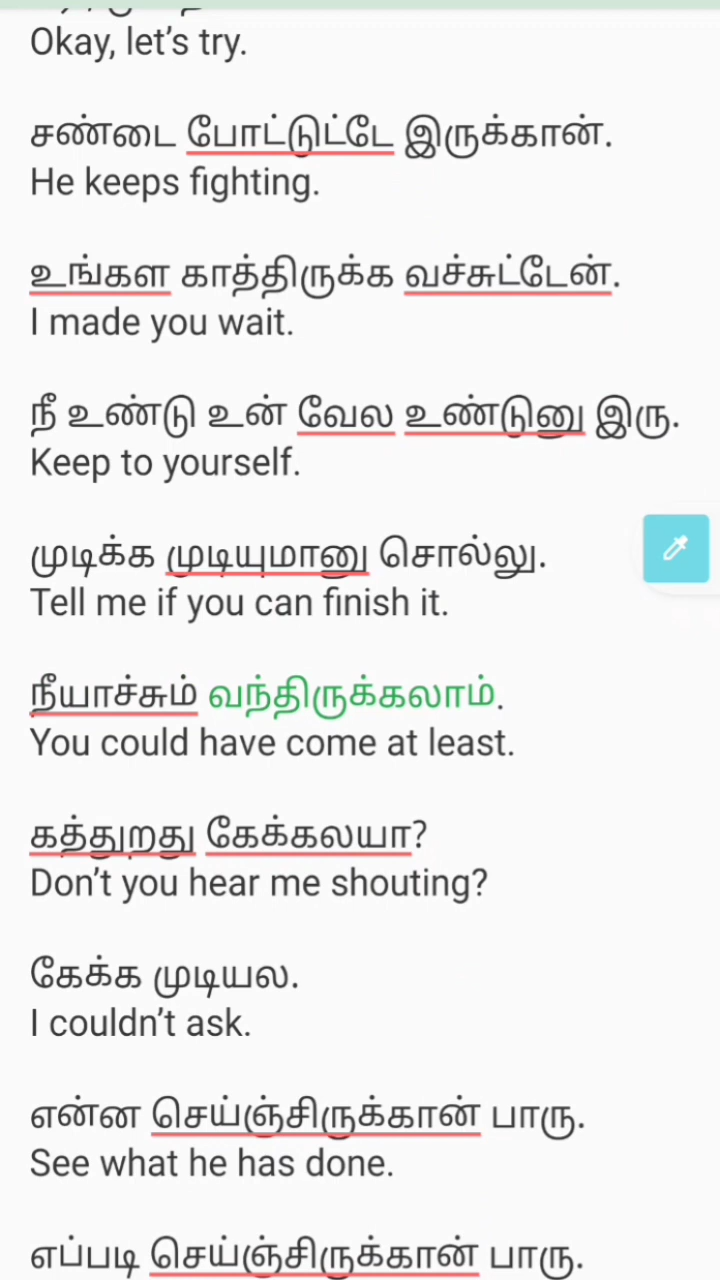 Okay, let’s try.
சண்டை போட்டுட்டே இருக்கான்.
He keeps fighting.
உங்கள காத்திருக்க வச்சுட்டேன்.
I made you wait.
நீ உண்டு உன் வேல உண்டுனு இரு.
Keep to yourself.
முடிக்க முடியுமானு சொல்லு.
Tell me if you can finish it.
நீயாச்சும் வந்திருக்கலாம்.
You could have come at least.
கத்துறது கேக்கலயா?
Don’t you hear me shouting?
கேக்க முடியல.
I couldn’t ask.
என்ன செய்ஞ்சிருக்கான் பாரு.
See what he has done.
எப்படி செய்ஞ்சிருக்கான் பாரு.